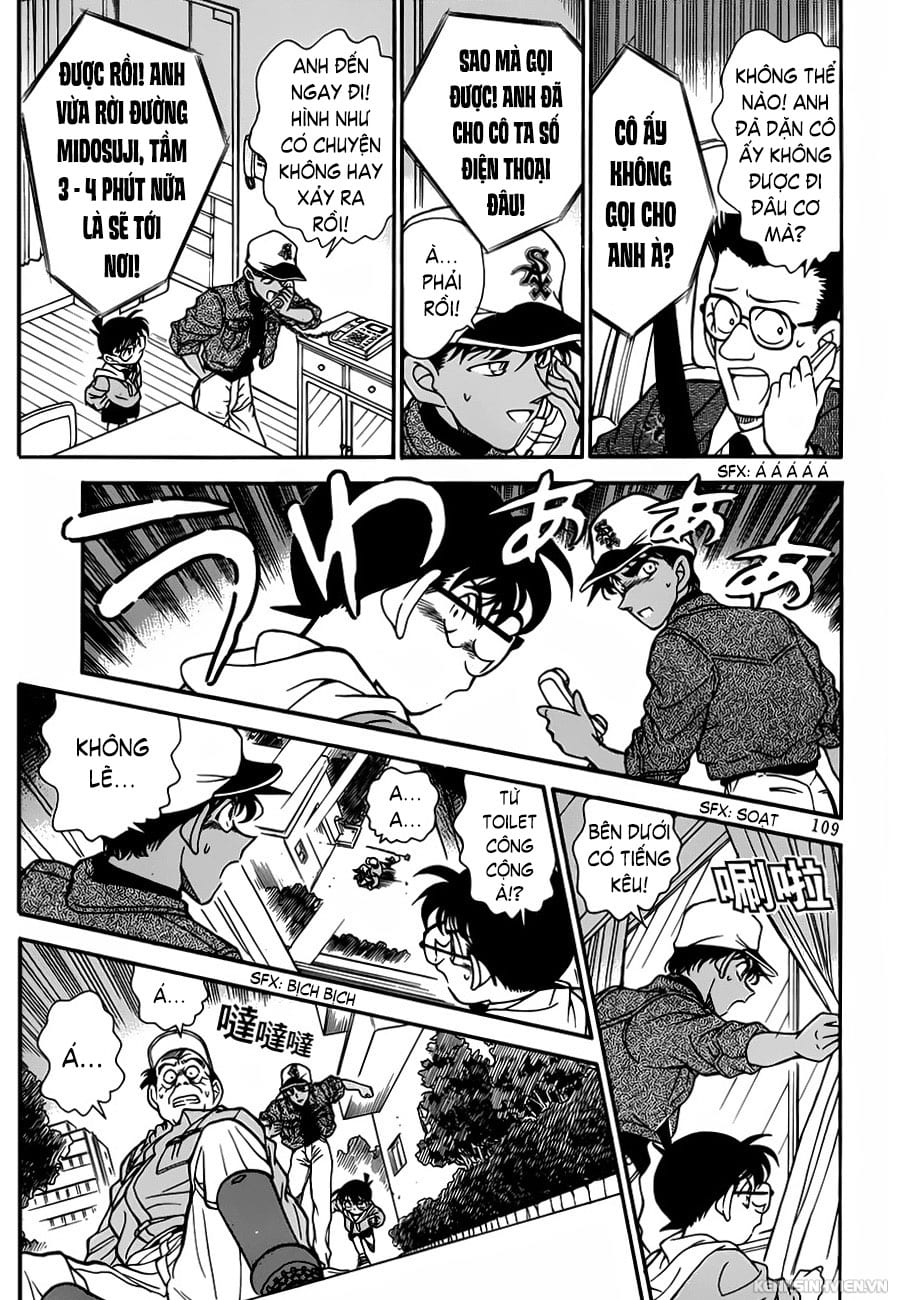 KHÔNG THỂ
NÀO! ANH
ĐÃ DẶN CÔ
ẤY KHÔNG
ĐƯỢC ĐI
ĐÂU CƠ
MÀ?
CÔ ẤY
KHÔNG
GỌI CHO
ANH À?
SAO MÀ GỌI
ĐƯỢC! ANH ĐÃ
CHO CÔ TA SỐ
ĐIỆN THOẠI
ĐÂU!
À...
PHẢI
RỒI!
SOX
ANH ĐẾN
NGAY ĐI!
HÌNH NHƯ
CÓ CHUYỆN
KHÔNG HAY
XẢY RA
RỒI!
ĐƯỢC RỒI! ANH
VỪA RỜI ĐƯỜNG
MIDOSUJI, TẦM
3 - 4 PHÚT NỮA
LÀ SẼ TỚI
NƠI!
SFX: Á Á Á Á Á
うわぁぁあ
SFX: SOẠT
109
BÊN DƯỚI
CÓ TIẾNG
KÊU!
唰啦
TỪ
TOILET
CÔNG
CỘNG
À!?
A...
A...
KHÔNG
LẼ...
SFX: BỊCH BỊCH
噠噠噠
Á...
Á...
KENHSINHVIEN.VN